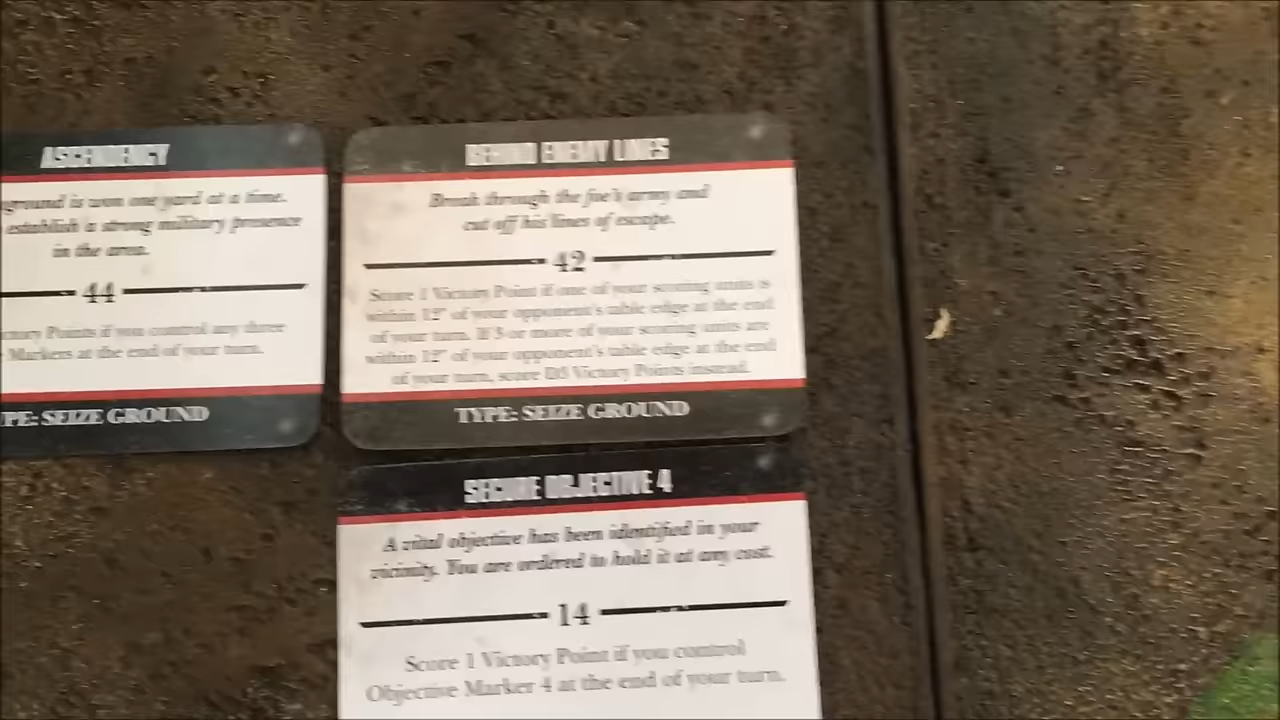 ASCENDENCY
ground is won one yard at a time.
establish a strong military presence
in the area.
44
tory Points if you control any three
Markers at the end of your turn.
PE: SEIZE GROUND
BEHIND ENEMY LINES
Break through the foe's army and
cut off his lines of escape.
42
Score 1 Victory Point if one of your scoring units is
within 12" of your opponent's table edge at the end
of your turn. If 3 or more of your scoring units are
within 12" of your opponent's table edge at the end
of your turn, score D3 Victory Points instead.
TYPE: SEIZE GROUND
SECURE OBJECTIVE 4
A vital objective has been identified in your
vicinity. You are ordered to hold it at any cost.
14
Score 1 Victory Point if you control
Objective Marker 4 at the end of your turn.